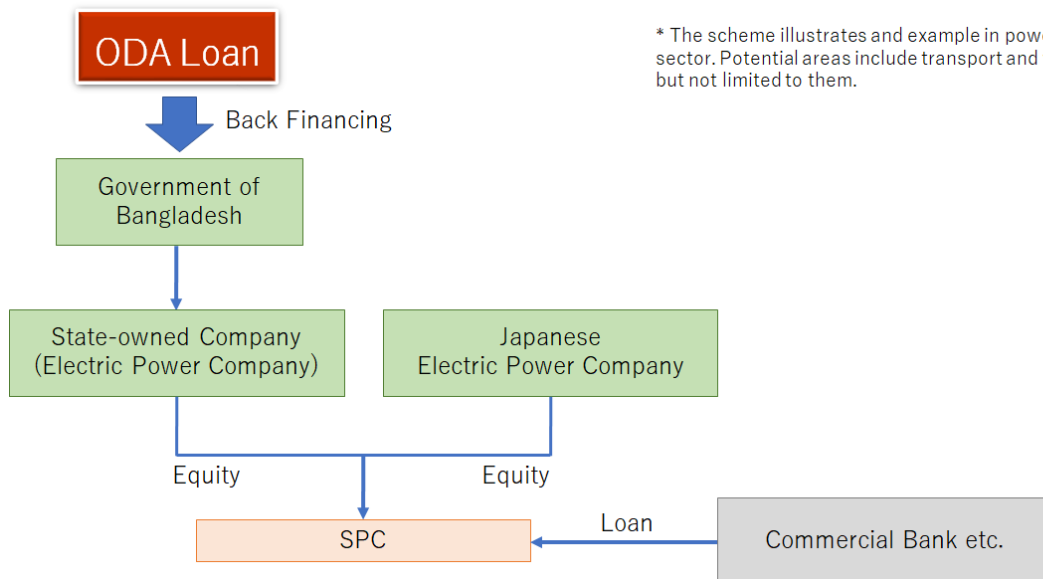 ODA Loan
* The scheme illustrates and example in powe
sector. Potential areas include transport and
but not limited to them.
Back Financing
Government of
Bangladesh
State-owned Company
(Electric Power Company)
Japanese
Electric Power Company
Equity
Equity
SPC
Loan
Commercial Bank etc.